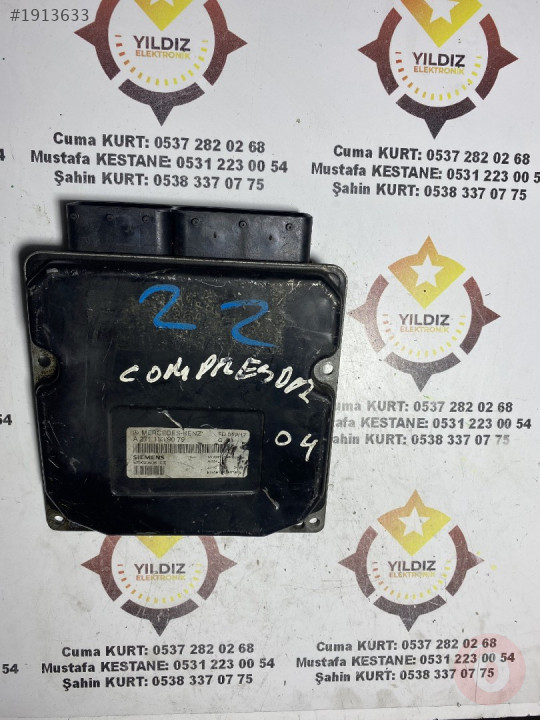 #1913633
YILDIZ
ELEKTRONİK
YILDIZ
ELEKTRONİK
Cuma KURT: 0537 282 02 68
Mustafa KESTANE: 0531 223 00 54
Şahin KURT: 0538 337 07 75
Cuma KURT: 0537 282 02 68
Mustafa KESTANE: 0531 223 00 54
Şahin KURT: 0538 337 07 75
YILDIZ
ELEKTRONİK
22
COMPRESOR
04
MERCEDES-BENZ
SIEMENS
Cuma KURT: 0537 282 02 68
Mustafa KESTANE: 0531 223 00 54
Şahin KURT: 0538 337 07 75
YILDIZ
ELEKTRONİK
YILDIZ
ELEKTRONİK
Cuma KURT: 0537 282 02 68
Mustafa KESTANE: 0531 223 00 54
Şahin KURT: 0538 337 07 75
Cuma KURT: 0537 282 02 68
Mustafa KESTANE: 0531 223 00 54
Şahin KURT: 0538 337 07 75